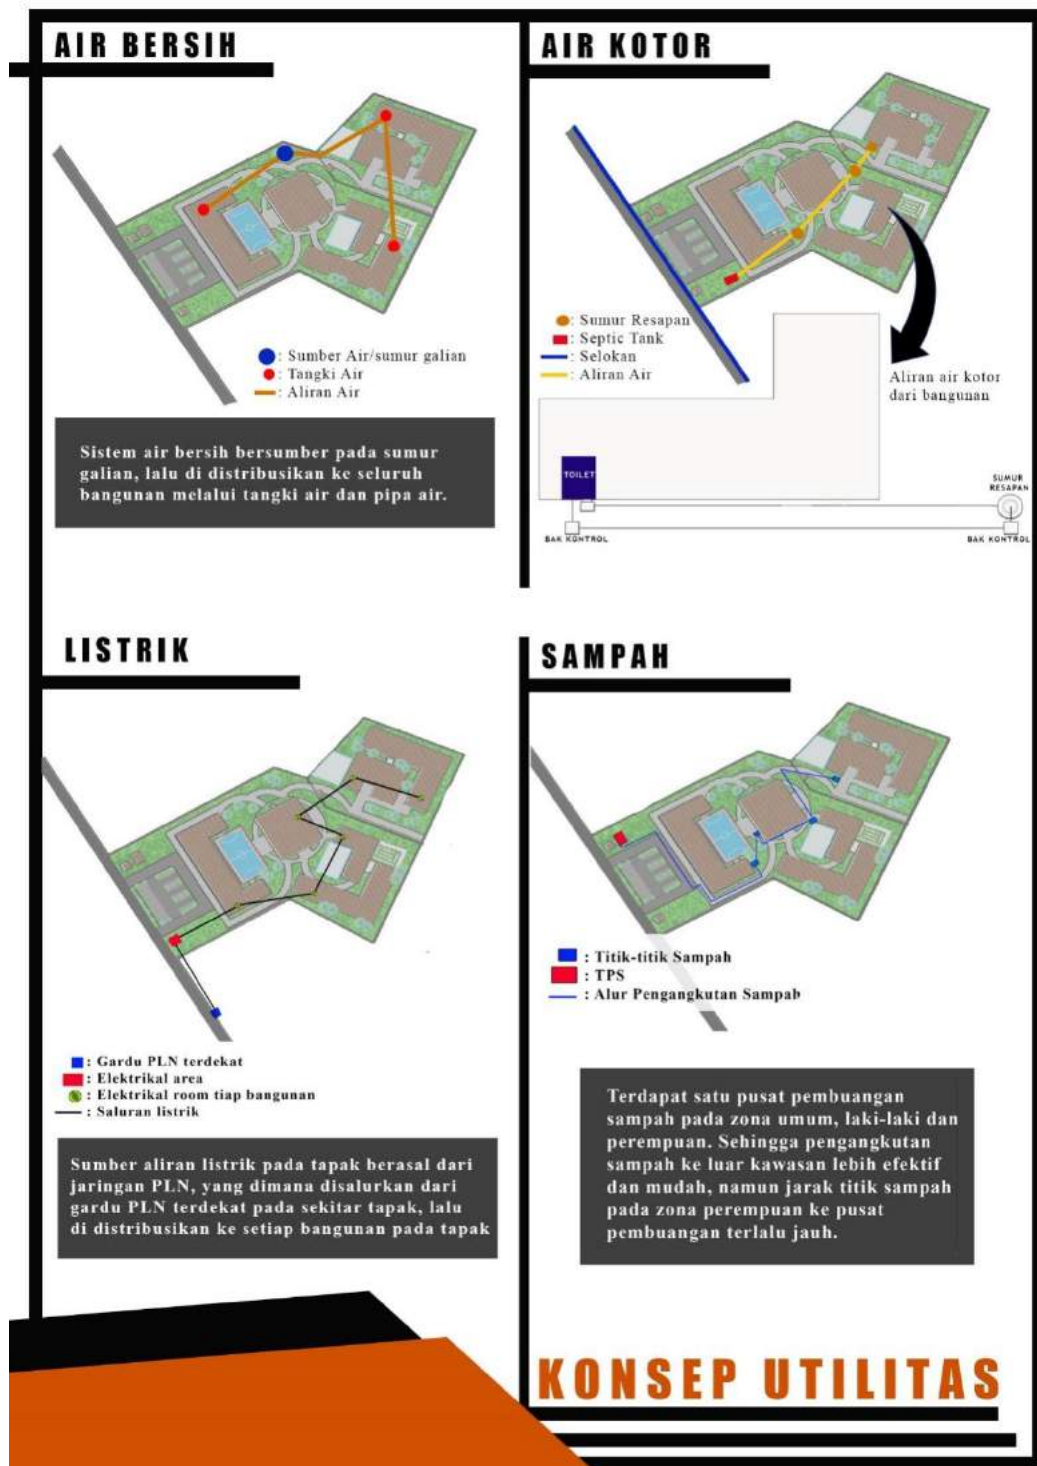 AIR BERSIH
: Sumber Air/sumur galian
: Tangki Air
: Aliran Air
Sistem air bersih bersumber pada sumur
galian, lalu di distribusikan ke seluruh
bangunan melalui tangki air dan pipa air.
AIR KOTOR
: Sumur Resapan
: Septic Tank
: Selokan
: Aliran Air
Aliran air kotor
dari bangunan
TOILET
SUMUR
RESAPAN
BAK KONTROL
BAK KONTROL
LISTRIK
: Gardu PLN terdekat
: Elektrikal area
: Elektrikal room tiap bangunan
: Saluran listrik
Sumber aliran listrik pada tapak berasal dari
jaringan PLN, yang dimana disalurkan dari
gardu PLN terdekat pada sekitar tapak, lalu
di distribusikan ke setiap bangunan pada tapak
SAMPAH
: Titik-titik Sampah
: TPS
: Alur Pengangkutan Sampab
Terdapat satu pusat pembuangan
sampah pada zona umum, laki-laki dan
perempuan. Sehingga pengangkutan
sampah ke luar kawasan lebih efektif
dan mudah, namun jarak titik sampah
pada zona perempuan ke pusat
pembuangan terlalu jauh.
KONSEP UTILITAS